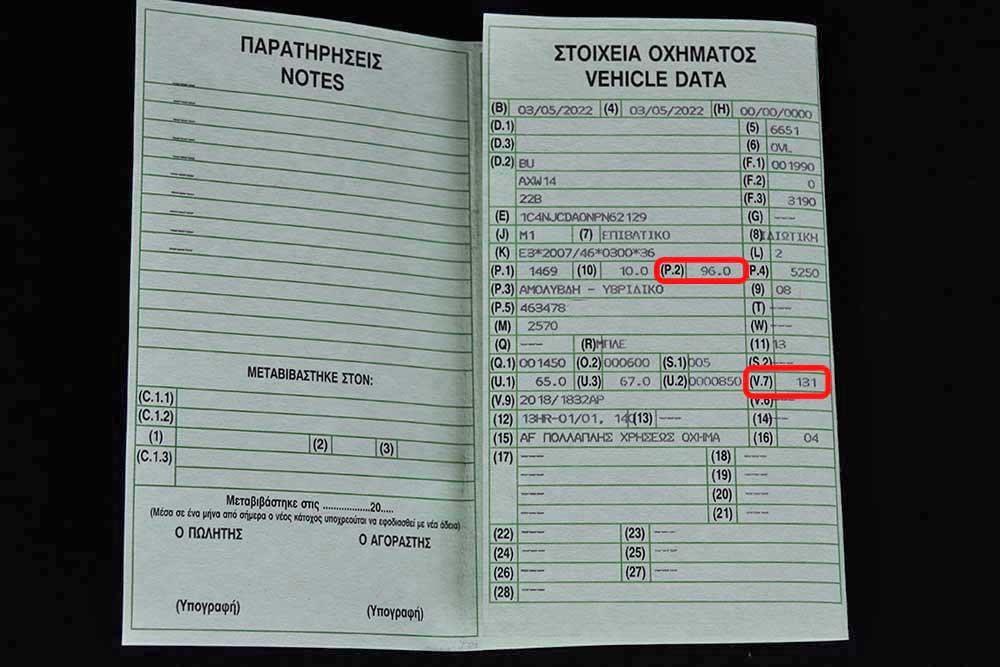 ΠΑΡΑΤΗΡΗΣΕΙΣ
NOTES
ΜΕΤΑΒΙΒΑΣΤΗΚΕ ΣΤΟΝ:
(C.1.1)
(C.1.2)
(1) (2) (3)
(C.1.3)
Μεταβιβάστηκε στις ..................20.....
(Μέσα σε ένα μήνα από σήμερα ο νέος κάτοχος υποχρεούται να εφοδιασθεί με νέα άδεια)
Ο ΠΩΛΗΤΗΣ Ο ΑΓΟΡΑΣΤΗΣ
(Υπογραφή) (Υπογραφή)
ΣΤΟΙΧΕΙΑ ΟΧΗΜΑΤΟΣ
VEHICLE DATA
(B) 03/05/2022 (4) 03/05/2022 (H) 00/00/0000
(D.1) (5) 6651
(D.3) (6) OVL
(D.2) BU (F.1) 001990
AXW14 (F.2) 0
22B (F.3) 3190
(E) 1C4NJCDA0NPN62129 (G) ----
(J) M1 (7) ΕΠΙΒΑΤΙΚΟ (8) ΙΔΙΩΤΙΚΗ
(K) E3*2007/46*0300*36 (L) 2
(P.1) 1469 (10) 10.0 (P.2) 96.0 P.4) 5250
(P.3) ΑΜΟΛΥΒΔΗ - ΥΒΡΙΔΙΚΟ (9) 08
(P.5) 463478 (T) ----
(M) 2570 (W) ----
(Q) ---- (R) ΜΠΛΕ (11) 13
(Q.1) 001450 (O.2) 000600 (S.1) 005 (S.2) ----
(U.1) 65.0 (U.3) 67.0 (U.2) 0000850 (V.7) 131
(V.9) 2018/1832AP (V.8) ----
(12) 13HR-01/01, 140 (13) ---- (14) ----
(15) AF ΠΟΛΛΑΠΛΗΣ ΧΡΗΣΕΩΣ ΟΧΗΜΑ (16) 04
(17) ---- (18) ----
---- (19) ----
---- (20) ----
---- (21) ----
(22) ---- (23) ----
(24) ---- (25) ----
(26) ---- (27) ----
(28) ----